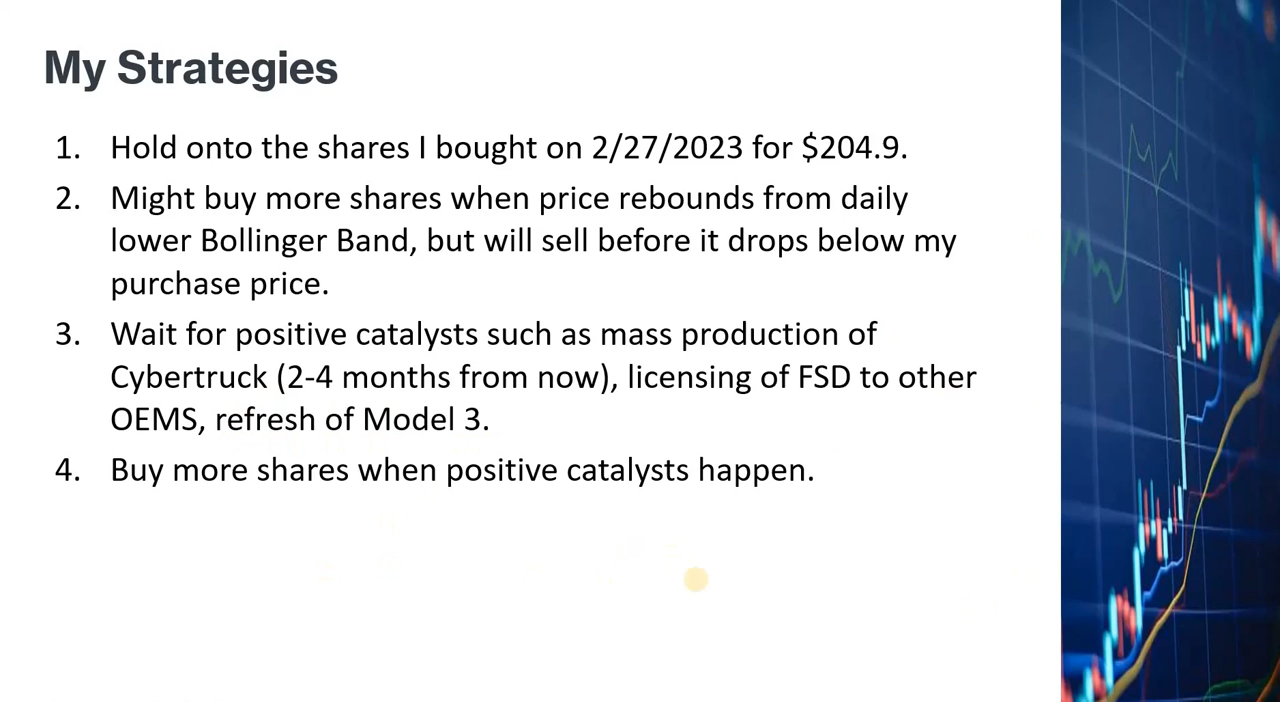 My Strategies
1. Hold onto the shares I bought on 2/27/2023 for $204.9.
2. Might buy more shares when price rebounds from daily
lower Bollinger Band, but will sell before it drops below my
purchase price.
3. Wait for positive catalysts such as mass production of
Cybertruck (2-4 months from now), licensing of FSD to other
OEMS, refresh of Model 3.
4. Buy more shares when positive catalysts happen.